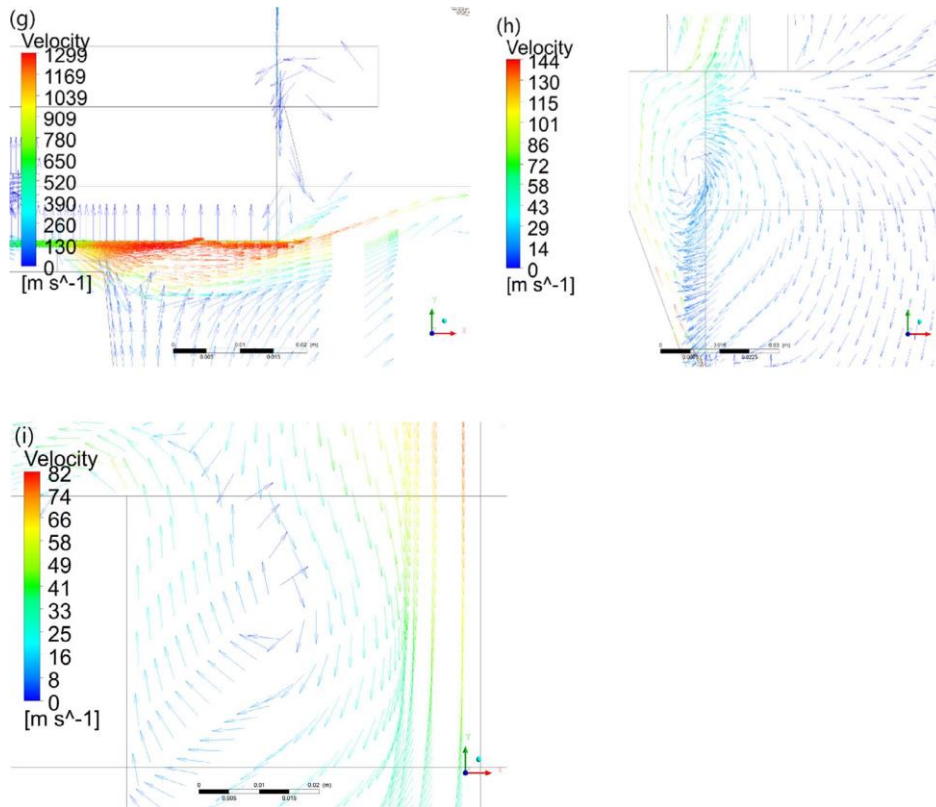 (g)
Velocity
1299
1169
1039
909
780
650
520
390
260
130
0
[m s^-1]
0 0.01 0.02 (m)
0.005 0.015
Y
X
(h)
Velocity
144
130
115
101
86
72
58
43
29
14
0
[m s^-1]
0 0.03 (m)
0.0225
(i)
Velocity
82
74
66
58
49
41
33
25
16
8
0
[m s^-1]
0 0.01 0.02 (m)
0.005 0.015
Y